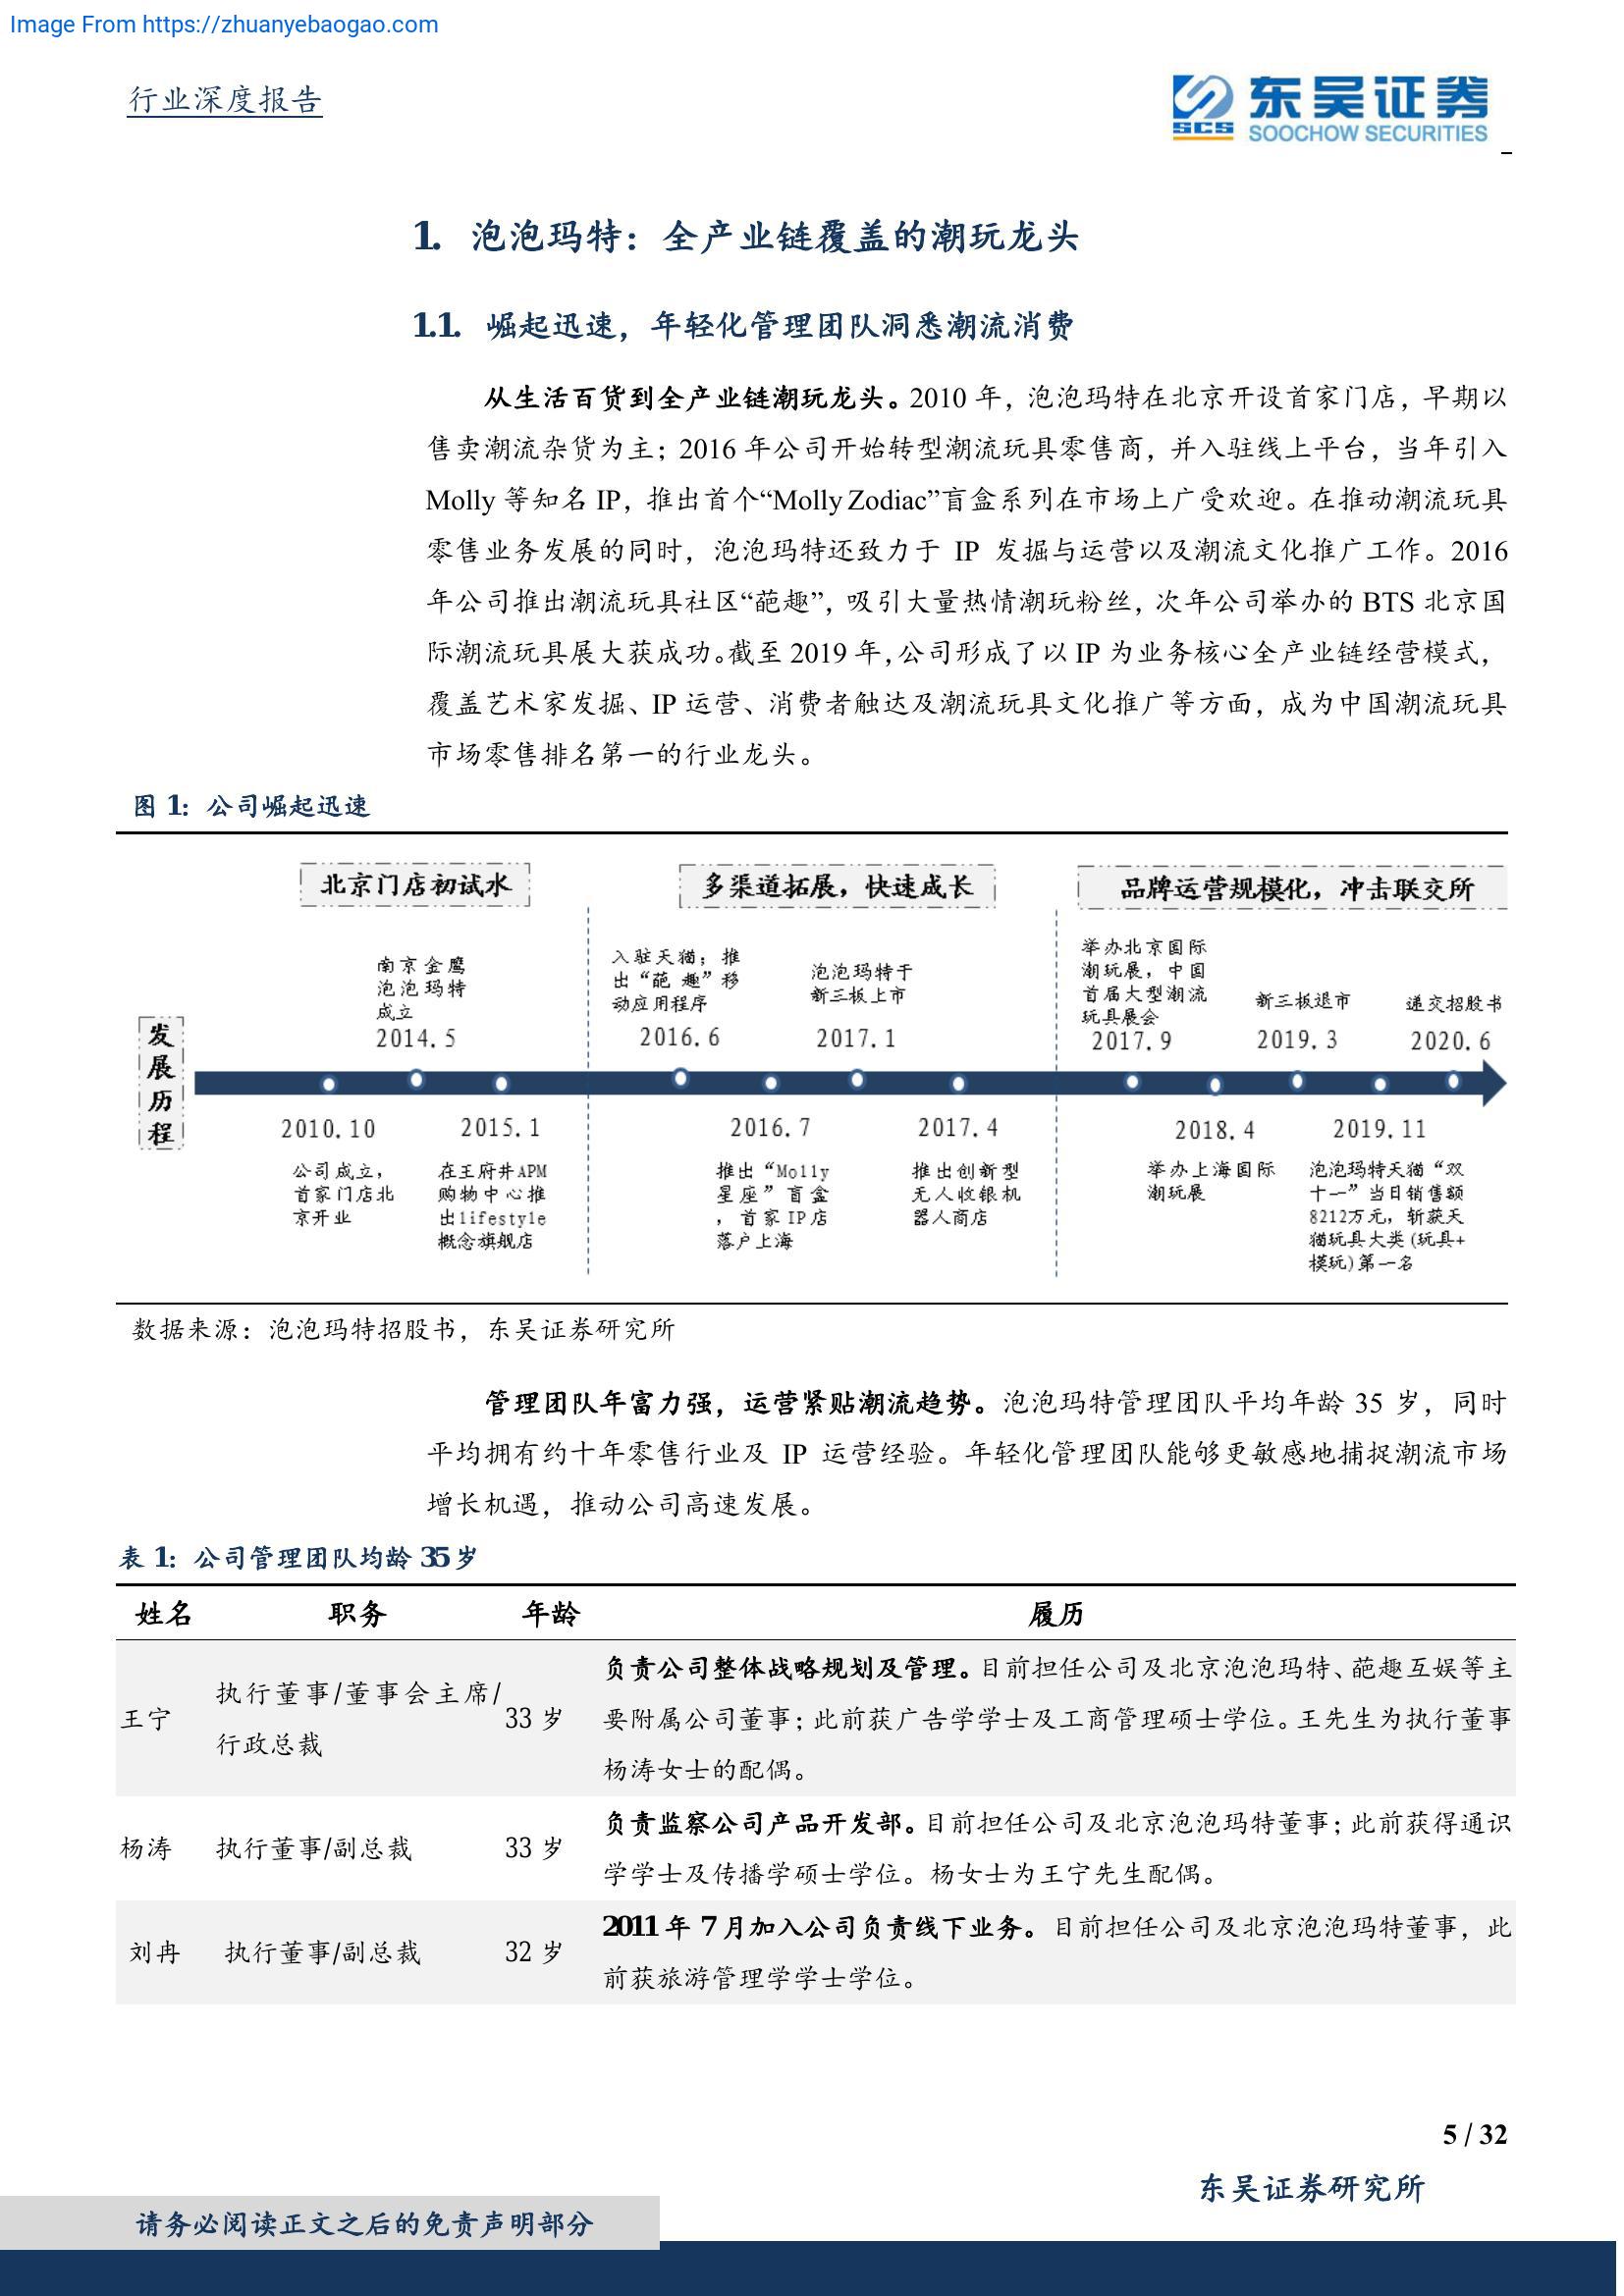 Image From https://zhuanyebaogao.com
行业深度报告
东吴证券
SCS
SOOCHOW SECURITIES
1. 泡泡玛特：全产业链覆盖的潮玩龙头
1.1. 崛起迅速，年轻化管理团队洞悉潮流消费
从生活百货到全产业链潮玩龙头。2010 年，泡泡玛特在北京开设首家门店，早期以
售卖潮流杂货为主；2016 年公司开始转型潮流玩具零售商，并入驻线上平台，当年引入
Molly 等知名 IP，推出首个“Molly Zodiac”盲盒系列在市场上广受欢迎。在推动潮流玩具
零售业务发展的同时，泡泡玛特还致力于 IP 发掘与运营以及潮流文化推广工作。2016
年公司推出潮流玩具社区“葩趣”，吸引大量热情潮玩粉丝，次年公司举办的 BTS 北京国
际潮流玩具展大获成功。截至 2019 年，公司形成了以 IP 为业务核心全产业链经营模式，
覆盖艺术家发掘、IP 运营、消费者触达及潮流玩具文化推广等方面，成为中国潮流玩具
市场零售排名第一的行业龙头。
图 1：公司崛起迅速
北京门店初试水
多渠道拓展，快速成长
品牌运营规模化，冲击联交所
南京金鹰
泡泡玛特
成立
2014.5
入驻天猫；推
出“葩趣”移
动应用程序
2016.6
泡泡玛特于
新三板上市
2017.1
举办北京国际
潮玩展，中国
首届大型潮流
玩具展会
2017.9
新三板退市
2019.3
递交招股书
2020.6
发
展
历
程
2010.10
公司成立，
首家门店北
京开业
2015.1
在王府井APM
购物中心推
出lifestyle
概念旗舰店
2016.7
推出“Molly
星座”盲盒
，首家IP店
落户上海
2017.4
推出创新型
无人收银机
器人商店
2018.4
举办上海国际
潮玩展
2019.11
泡泡玛特天猫“双
十一”当日销售额
8212万元，斩获天
猫玩具大类(玩具+
模玩)第一名
数据来源：泡泡玛特招股书，东吴证券研究所
管理团队年富力强，运营紧贴潮流趋势。泡泡玛特管理团队平均年龄 35 岁，同时
平均拥有约十年零售行业及 IP 运营经验。年轻化管理团队能够更敏感地捕捉潮流市场
增长机遇，推动公司高速发展。
表 1：公司管理团队均龄 35 岁
姓名 职务 年龄 履历
王宁
执行董事/董事会主席/
行政总裁
33 岁
负责公司整体战略规划及管理。目前担任公司及北京泡泡玛特、葩趣互娱等主
要附属公司董事；此前获广告学学士及工商管理硕士学位。王先生为执行董事
杨涛女士的配偶。
杨涛
执行董事/副总裁
33 岁
负责监察公司产品开发部。目前担任公司及北京泡泡玛特董事；此前获得通识
学学士及传播学硕士学位。杨女士为王宁先生配偶。
刘冉
执行董事/副总裁
32 岁
2011 年 7 月加入公司负责线下业务。目前担任公司及北京泡泡玛特董事，此
前获旅游管理学学士学位。
5 / 32
东吴证券研究所
请务必阅读正文之后的免责声明部分